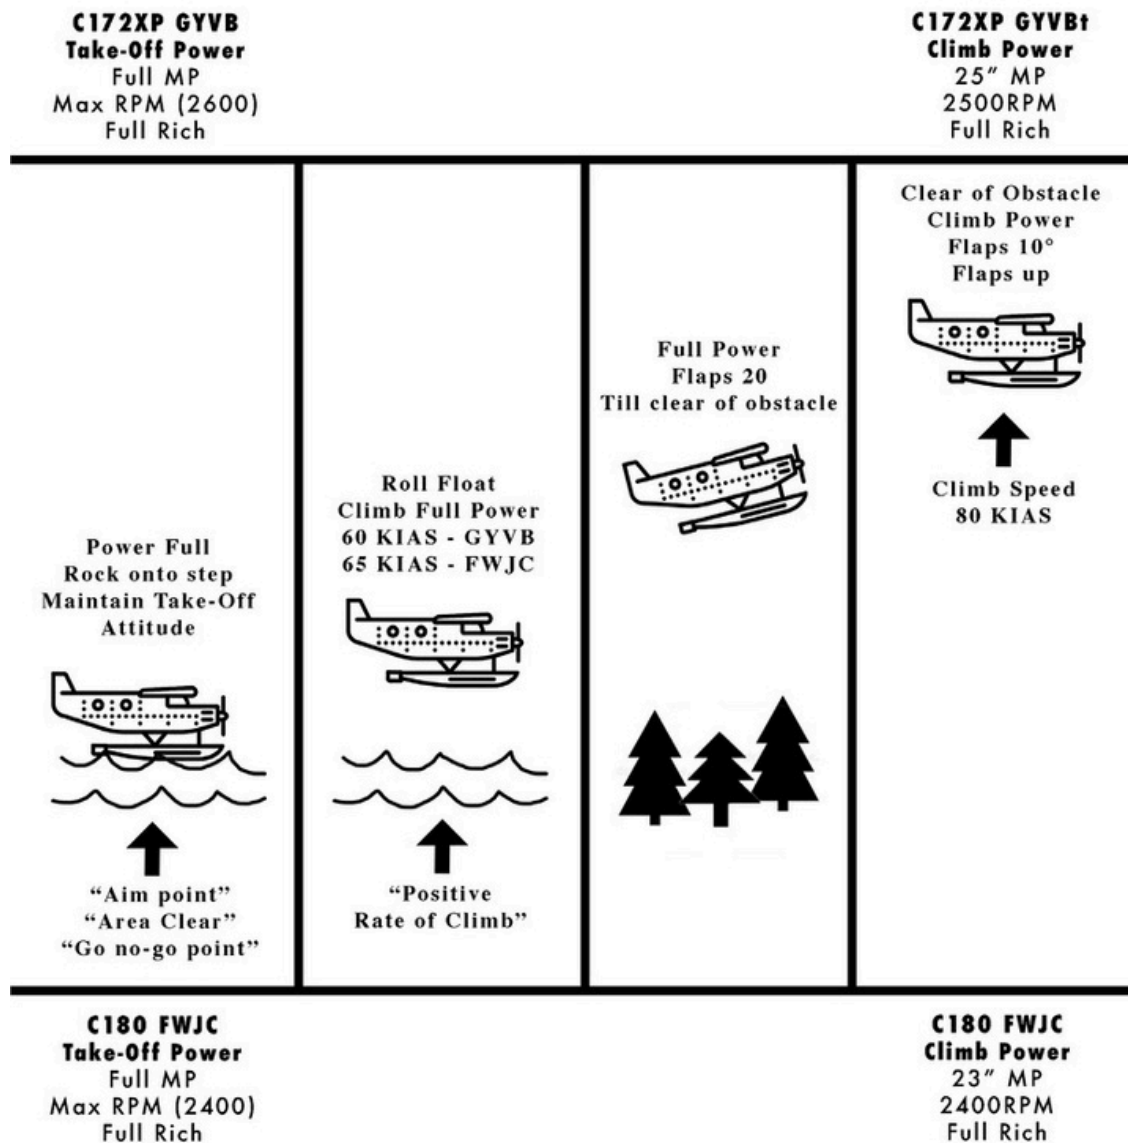 C172XP GYVB
Take-Off Power
Full MP
Max RPM (2600)
Full Rich
C172XP GYVBt
Climb Power
25” MP
2500RPM
Full Rich
Power Full
Rock onto step
Maintain Take-Off
Attitude
“Aim point”
“Area Clear”
“Go no-go point”
Roll Float
Climb Full Power
60 KIAS - GYVB
65 KIAS - FWJC
“Positive
Rate of Climb”
Full Power
Flaps 20
Till clear of obstacle
Clear of Obstacle
Climb Power
Flaps 10°
Flaps up
Climb Speed
80 KIAS
C180 FWJC
Take-Off Power
Full MP
Max RPM (2400)
Full Rich
C180 FWJC
Climb Power
23” MP
2400RPM
Full Rich